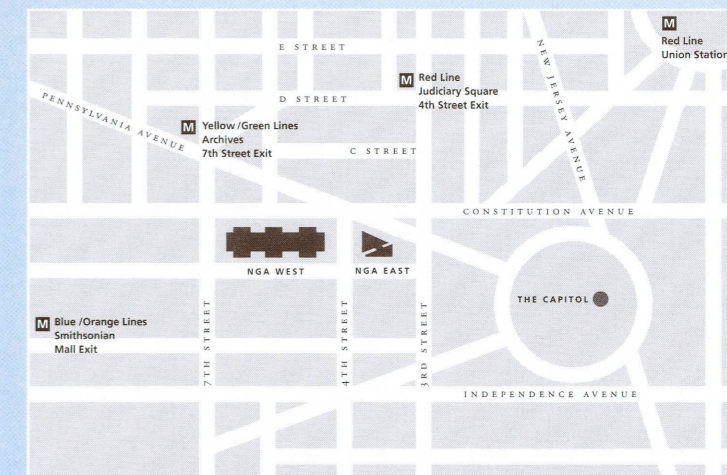 E STREET
M
Red Line
Union Station
NEW JERSEY AVENUE
M Red Line
Judiciary Square
4th Street Exit
D STREET
PENNSYLVANIA AVENUE
M Yellow/Green Lines
Archives
7th Street Exit
C STREET
CONSTITUTION AVENUE
NGA WEST
NGA EAST
THE CAPITOL
M Blue/Orange Lines
Smithsonian
Mall Exit
7TH STREET
4TH STREET
3RD STREET
INDEPENDENCE AVENUE